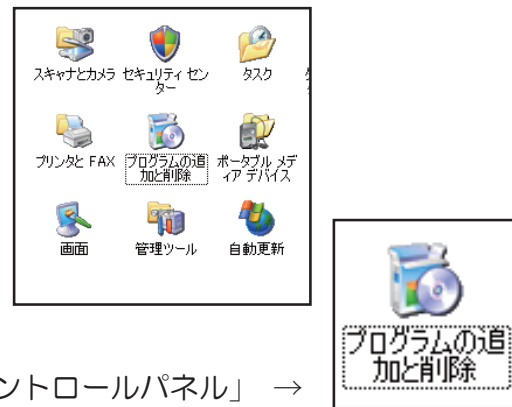 スキャナとカメラ セキュリティ セン
ター タスク
プリンタと FAX プログラムの追
加と削除 ポータブル メデ
ィア デバイス
画面 管理ツール 自動更新
プログラムの追
加と削除
ントロールパネル」 →